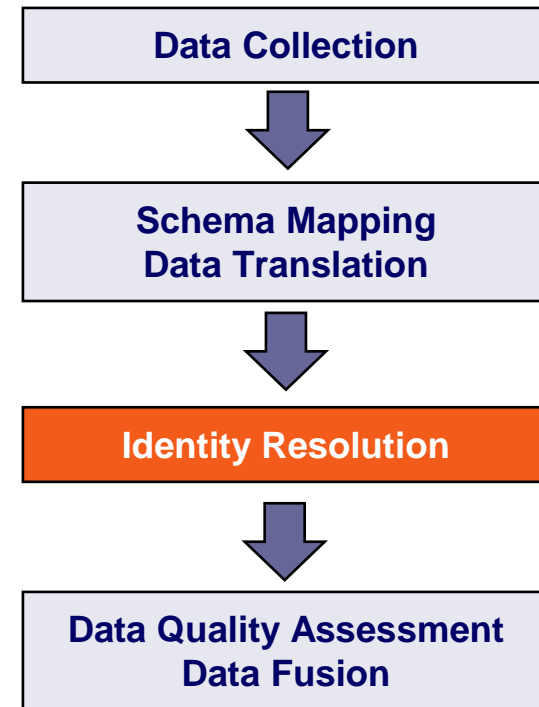 Data Collection
Schema Mapping
Data Translation
Identity Resolution
Data Quality Assessment
Data Fusion